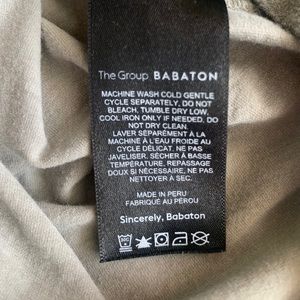 The Group BABATON
MACHINE WASH COLD GENTLE
CYCLE SEPARATELY, DO NOT
BLEACH, TUMBLE DRY LOW,
COOL IRON ONLY IF NEEDED, DO
NOT DRY CLEAN.
LAVER SÉPARÉMENT À LA
MACHINE À L'EAU FROIDE AU
CYCLE DÉLICAT. NE PAS
JAVELISER, SÉCHER À BASSE
TEMPÉRATURE, REPASSAGE
DOUX SI NÉCESSAIRE, NE PAS
NETTOYER À SEC.
MADE IN PERU
FABRIQUÉ AU PÉROU
Sincerely, Babaton